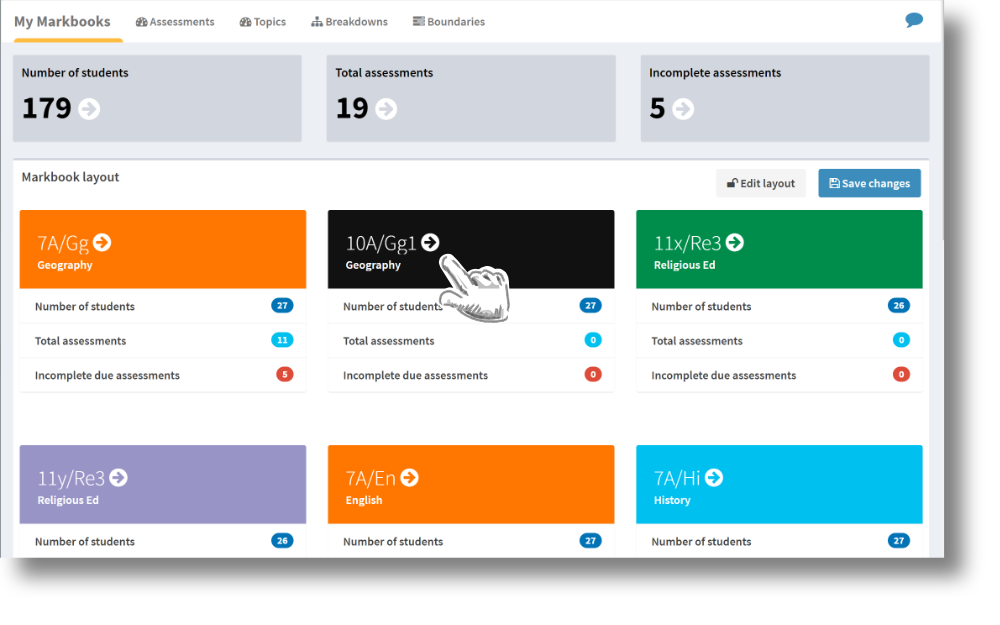 My Markbooks Assessments Topics Breakdowns Boundaries
Number of students Total assessments Incomplete assessments
179 19 5
Markbook layout Edit layout Save changes
7A/Gg 10A/Gg1 11x/Re3
Geography Geography Religious Ed
Number of students 27 Number of students 27 Number of students 26
Total assessments 11 Total assessments 0 Total assessments 0
Incomplete due assessments 5 Incomplete due assessments 0 Incomplete due assessments 0
11y/Re3 7A/En 7A/Hi
Religious Ed English History
Number of students 26 Number of students 27 Number of students 27